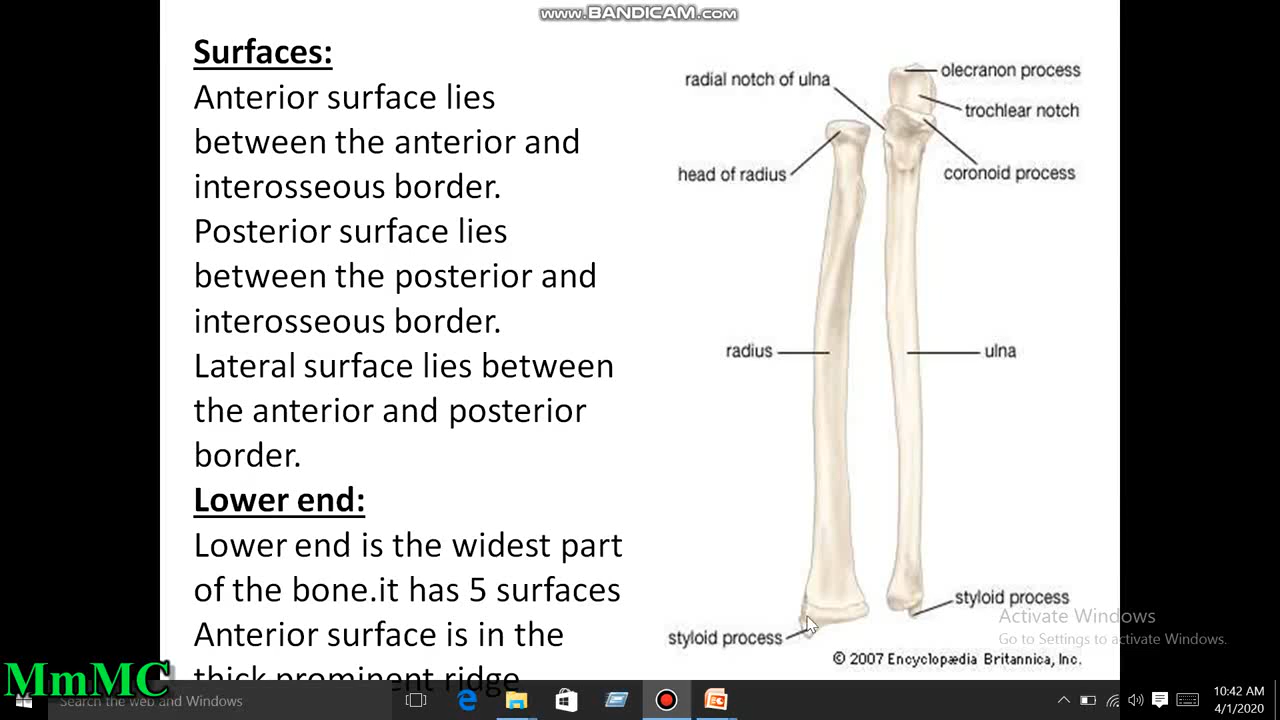 www.BANDICAM.com
Surfaces:
Anterior surface lies
between the anterior and
interosseous border.
Posterior surface lies
between the posterior and
interosseous border.
Lateral surface lies between
the anterior and posterior
border.
Lower end:
Lower end is the widest part
of the bone.it has 5 surfaces
Anterior surface is in the
thick prominent ridge
radial notch of ulna
olecranon process
trochlear notch
head of radius
coronoid process
radius
ulna
styloid process
styloid process
© 2007 Encyclopædia Britannica, Inc.
Activate Windows
Go to Settings to activate Windows.
MmMC
Search the web and Windows
10:42 AM
4/1/2020